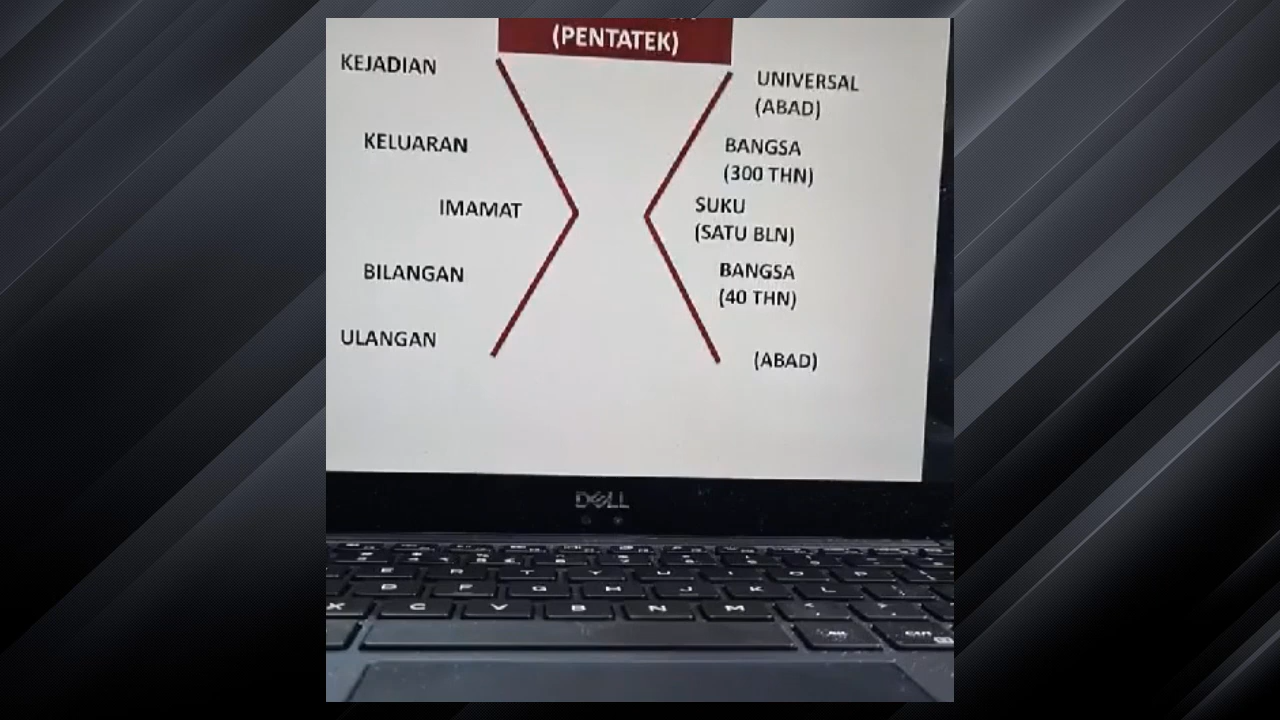 (PENTATEK)
KEJADIAN
UNIVERSAL
(ABAD)
KELUARAN
BANGSA
(300 THN)
IMAMAT
SUKU
(SATU BLN)
BILANGAN
BANGSA
(40 THN)
ULANGAN
(ABAD)
DELL
E R T Y U I O P
D F G H J K L
X C V B N M